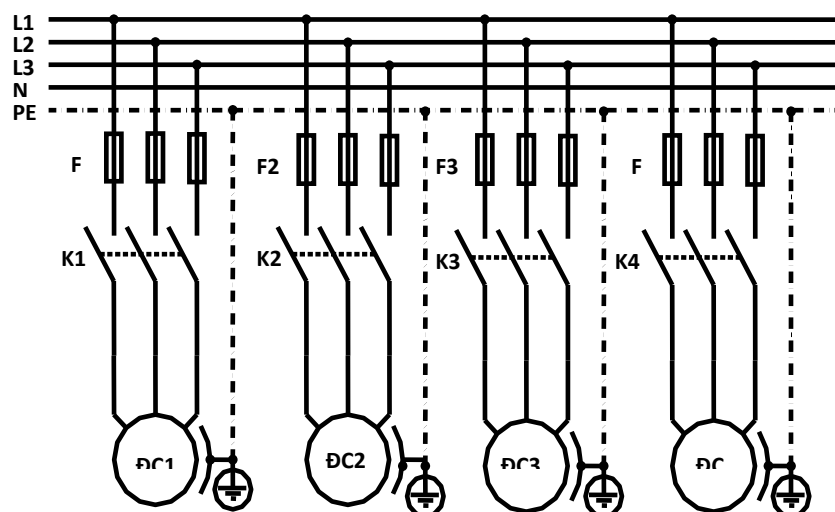 L1
L2
L3
N
PE
F F2 F3 F
K1 K2 K3 K4
ĐC1 ĐC2 ĐC3 ĐC